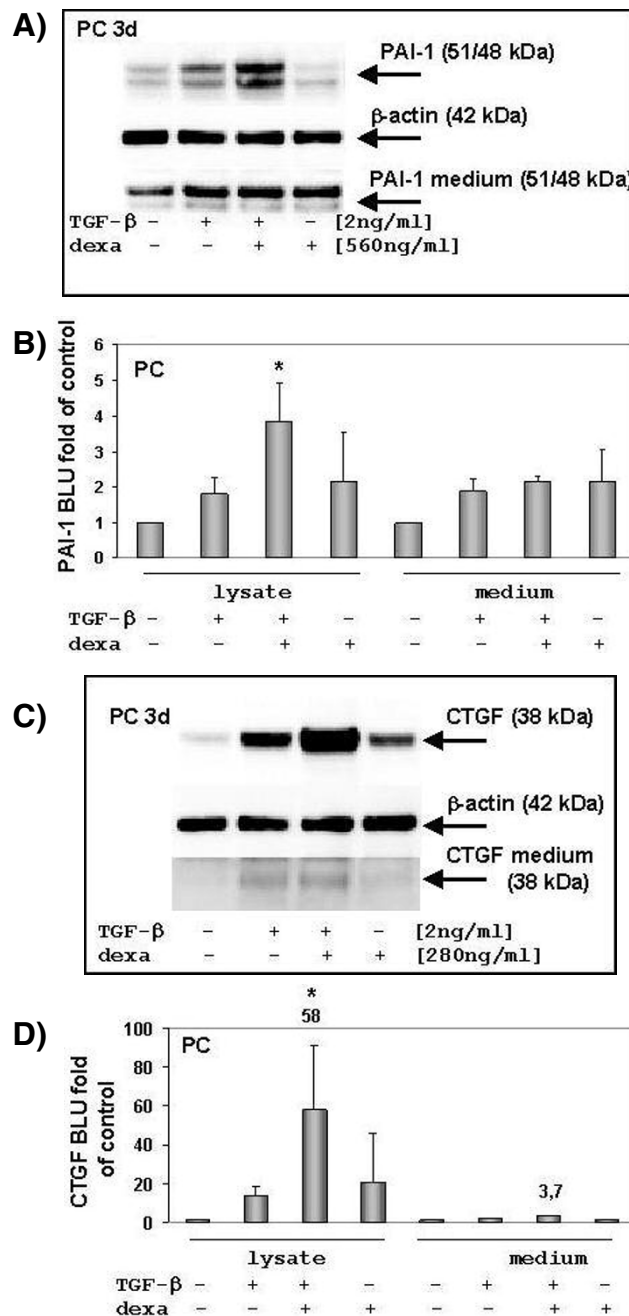 A)
PC 3d
PAI-1 (51/48 kDa)
β-actin (42 kDa)
PAI-1 medium (51/48 kDa)
TGF-β - + + - [2ng/ml]
dexa - - + + [560ng/ml]
B)
PAI-1 BLU fold of control
6
5
4
3
2
1
0
PC
*
lysate medium
TGF-β - + + - - + + -
dexa - - + + - - + +
C)
PC 3d
CTGF (38 kDa)
β-actin (42 kDa)
CTGF medium
(38 kDa)
TGF-β - + + - [2ng/ml]
dexa - - + + [280ng/ml]
D)
CTGF BLU fold
of control
100
80
60
40
20
0
PC
*
58
3,7
lysate medium
TGF-β - + + - - + + -
dexa - - + + - - + +